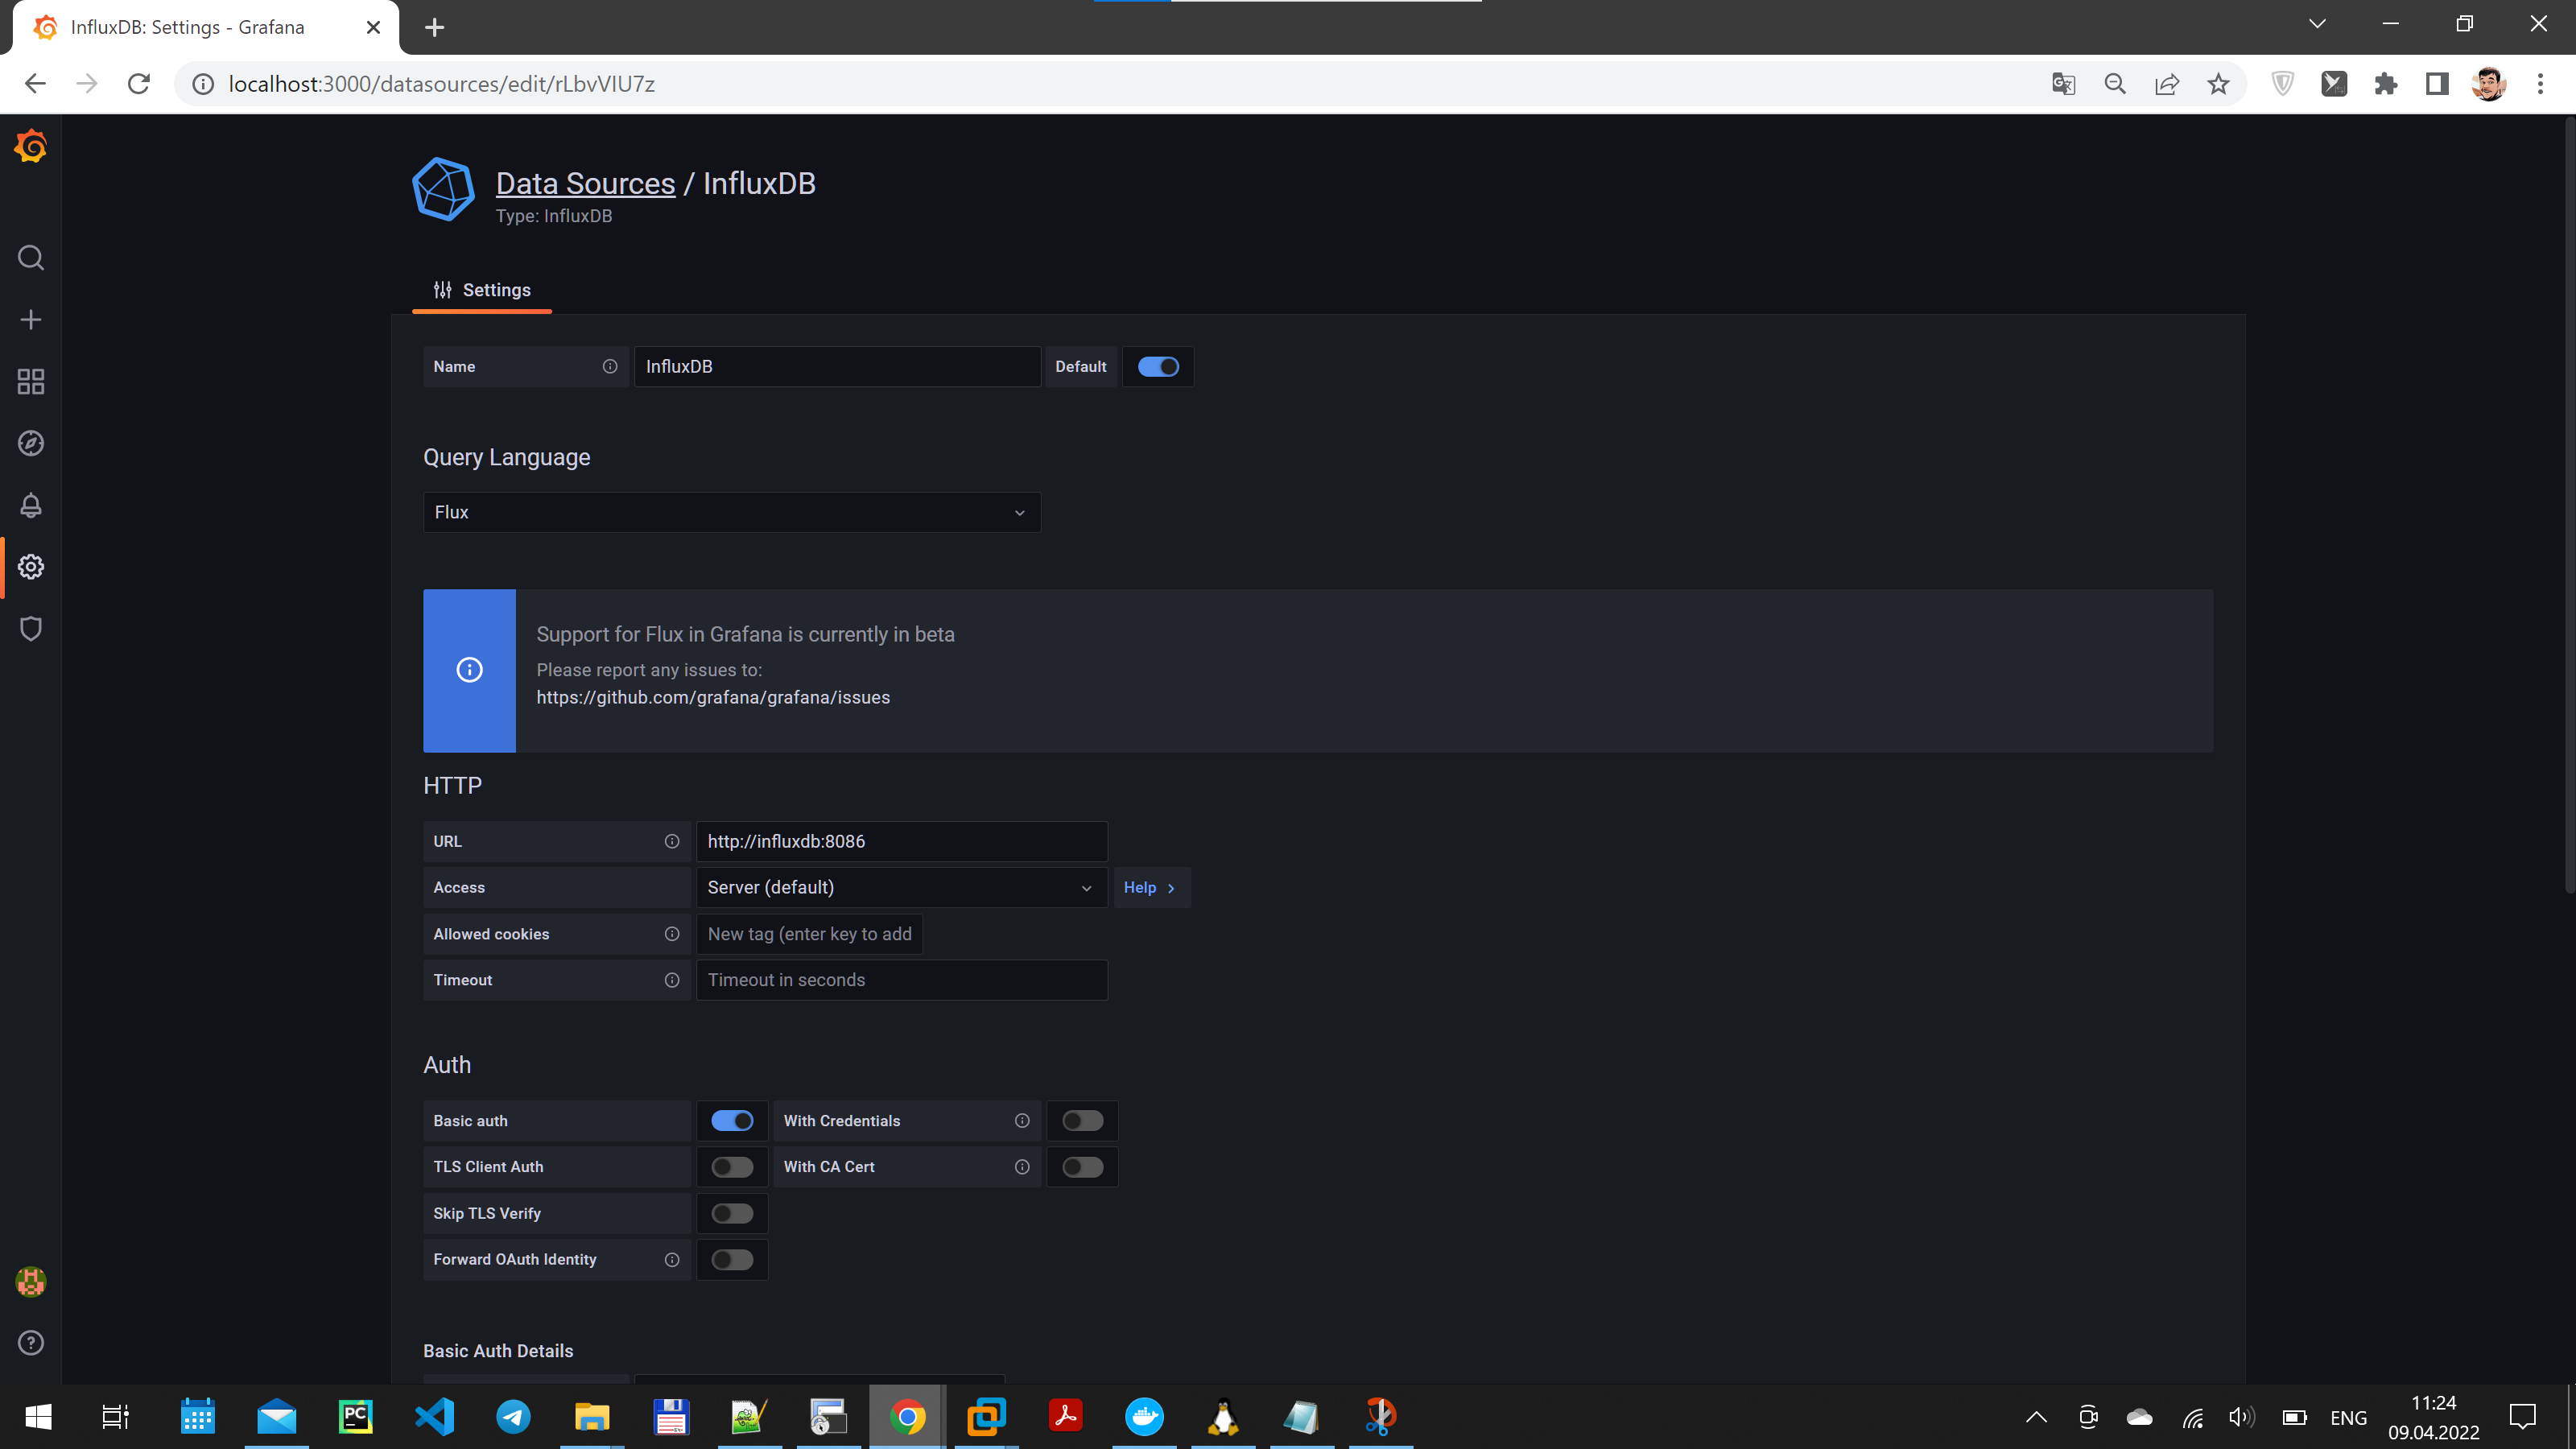 InfluxDB: Settings - Grafana
localhost:3000/datasources/edit/rLbvVIU7z
Data Sources / InfluxDB
Type: InfluxDB
Settings
Name InfluxDB Default
Query Language
Flux
Support for Flux in Grafana is currently in beta
Please report any issues to:
https://github.com/grafana/grafana/issues
HTTP
URL http://influxdb:8086
Access Server (default) Help
Allowed cookies New tag (enter key to add
Timeout Timeout in seconds
Auth
Basic auth With Credentials
TLS Client Auth With CA Cert
Skip TLS Verify
Forward OAuth Identity
Basic Auth Details
PC
ENG
11:24
09.04.2022